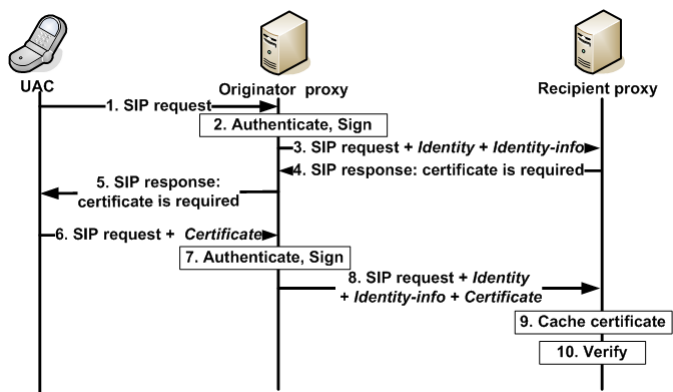 UAC
Originator proxy
Recipient proxy
1. SIP request
2. Authenticate, Sign
3. SIP request + Identity + Identity-info
4. SIP response: certificate is required
5. SIP response:
certificate is required
6. SIP request + Certificate
7. Authenticate, Sign
8. SIP request + Identity
+ Identity-info + Certificate
9. Cache certificate
10. Verify